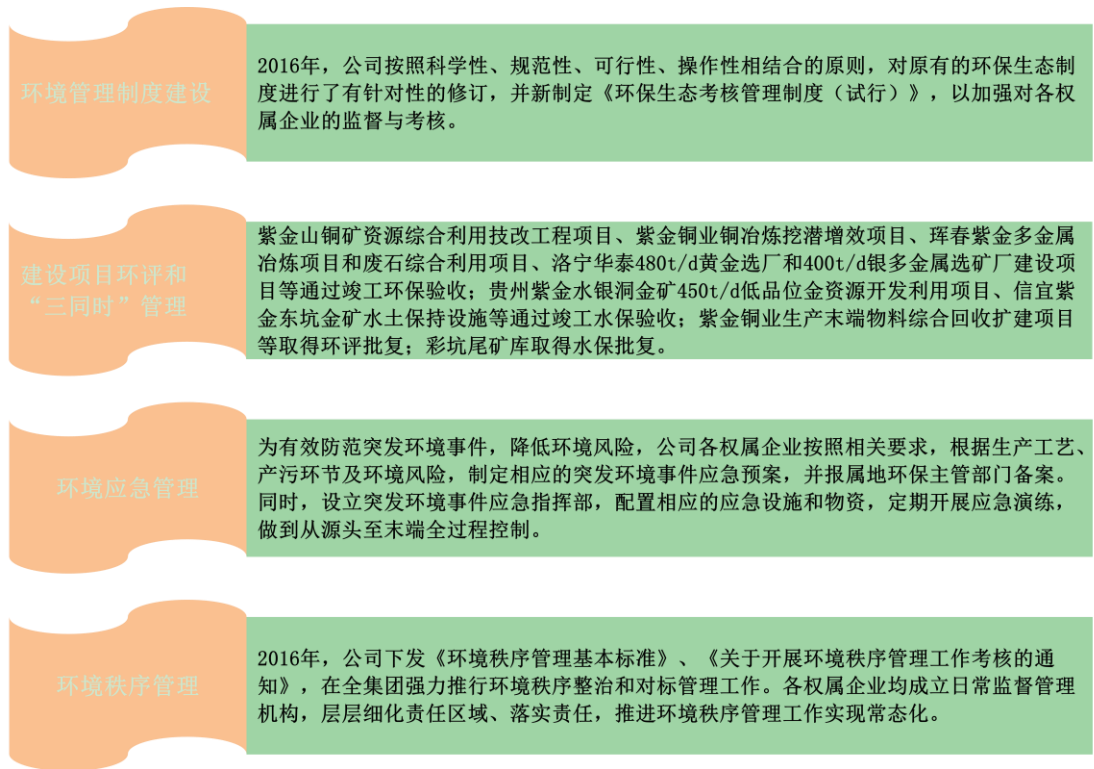 环境管理制度建设
2016年，公司按照科学性、规范性、可行性、操作性相结合的原则，对原有的环保生态制
度进行了有针对性的修订，并新制定《环保生态考核管理制度（试行）》，以加强对各权
属企业的监督与考核。
建设项目环评和
“三同时”管理
紫金山铜矿资源综合利用技改工程项目、紫金铜业铜冶炼挖潜增效项目、珲春紫金多金属
冶炼项目和废石综合利用项目、洛宁华泰480t/d黄金选厂和400t/d银多金属选矿厂建设项
目等通过竣工环保验收；贵州紫金水银洞金矿450t/d低品位金资源开发利用项目、信宜紫
金东坑金矿水土保持设施等通过竣工水保验收；紫金铜业生产末端物料综合回收扩建项目
等取得环评批复；彩坑尾矿库取得水保批复。
环境应急管理
为有效防范突发环境事件，降低环境风险，公司各权属企业按照相关要求，根据生产工艺、
产污环节及环境风险，制定相应的突发环境事件应急预案，并报属地环保主管部门备案。
同时，设立突发环境事件应急指挥部，配置相应的应急设施和物资，定期开展应急演练，
做到从源头至末端全过程控制。
环境秩序管理
2016年，公司下发《环境秩序管理基本标准》、《关于开展环境秩序管理工作考核的通
知》，在全集团强力推行环境秩序整治和对标管理工作。各权属企业均成立日常监督管理
机构，层层细化责任区域、落实责任，推进环境秩序管理工作实现常态化。